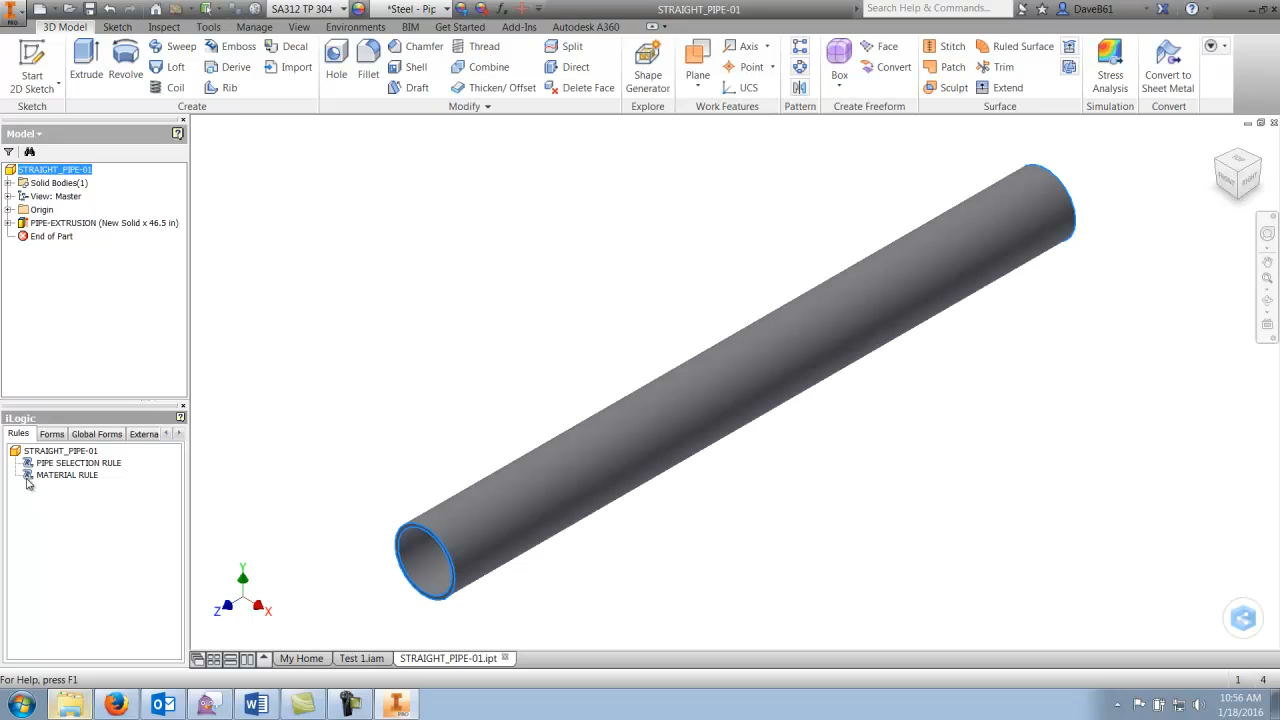 PRO
SA312 TP 304
*Steel - Pip
STRAIGHT_PIPE-01
Search Help & Commands...
DaveB61
3D Model Sketch Inspect Tools Manage View Environments BIM Get Started Add-Ins Autodesk A360
Start
2D Sketch
Extrude
Revolve
Sweep
Emboss
Decal
Loft
Derive
Import
Coil
Rib
Hole
Fillet
Chamfer
Thread
Split
Shell
Combine
Direct
Draft
Thicken/ Offset
Delete Face
Shape
Generator
Plane
Axis
Point
UCS
Box
Face
Convert
Stitch
Ruled Surface
Patch
Trim
Sculpt
Extend
Stress
Analysis
Convert to
Sheet Metal
Sketch
Create
Modify
Explore
Work Features
Pattern
Create Freeform
Surface
Simulation
Convert
Model
STRAIGHT_PIPE-01
Solid Bodies(1)
View: Master
Origin
PIPE-EXTRUSION (New Solid x 46.5 in)
End of Part
iLogic
Rules Forms Global Forms Externa
STRAIGHT_PIPE-01
PIPE SELECTION RULE
MATERIAL RULE
TOP
FRONT
RIGHT
Y
Z
X
My Home Test 1.iam STRAIGHT_PIPE-01.ipt
For Help, press F1
1 4
PRO
10:56 AM
1/18/2016